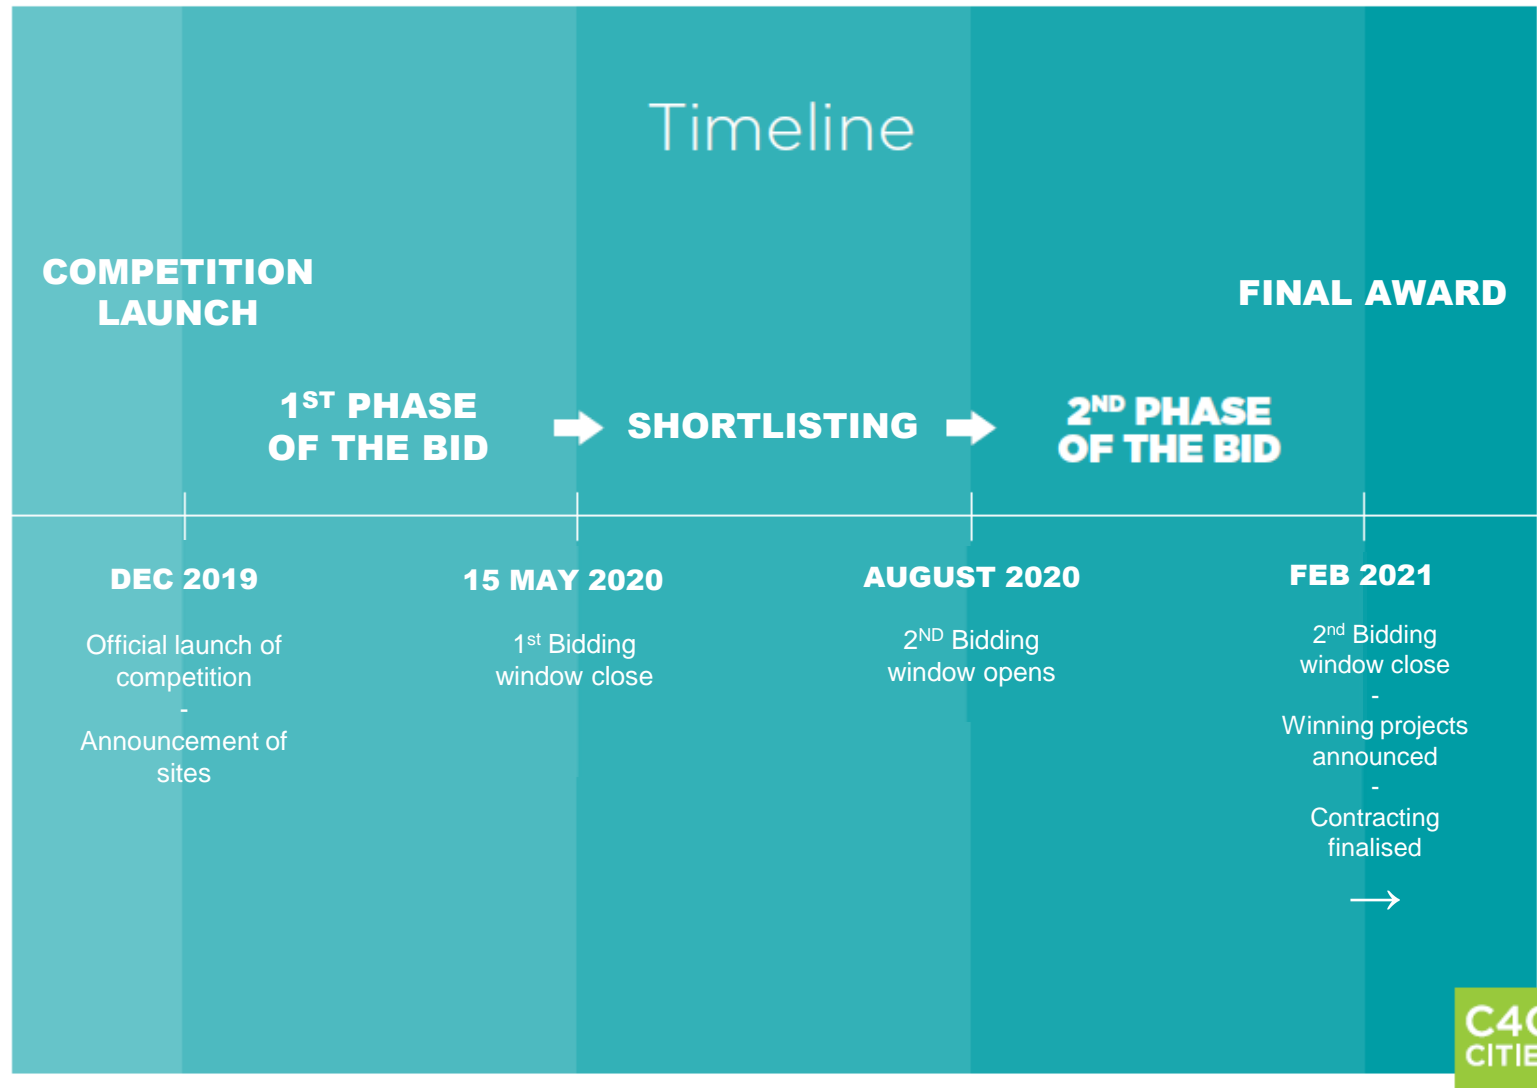 Timeline
COMPETITION
LAUNCH
FINAL AWARD
1ST PHASE
OF THE BID
SHORTLISTING
2ND PHASE
OF THE BID
DEC 2019
Official launch of
competition
-
Announcement of
sites
15 MAY 2020
1st Bidding
window close
AUGUST 2020
2ND Bidding
window opens
FEB 2021
2nd Bidding
window close
-
Winning projects
announced
-
Contracting
finalised
→